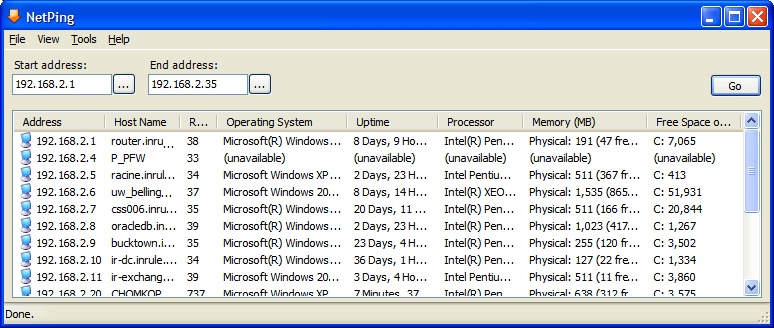 NetPing
File View Tools Help
Start address: End address:
192.168.2.1 ... 192.168.2.35 ... Go
Address Host Name R... Operating System Uptime Processor Memory (MB) Free Space o...
192.168.2.1 router.inru... 38 Microsoft(R) Windows... 8 Days, 9 Ho... Intel(R) Pen... Physical: 191 (47 fre... C: 7,065
192.168.2.4 P_PFW 33 (unavailable) (unavailable) (unavailable) (unavailable) (unavailable)
192.168.2.5 racine.inrul... 34 Microsoft Windows XP... 2 Days, 23 H... Intel Pentiu... Physical: 511 (367 fr... C: 413
192.168.2.6 uw_belling... 37 Microsoft Windows 20... 8 Days, 14 H... Intel(R) XEO... Physical: 1,535 (865... C: 51,931
192.168.2.7 css006.inru... 35 Microsoft(R) Windows... 20 Days, 11 ... Intel(R) Pen... Physical: 511 (166 fr... C: 20,844
192.168.2.8 oracledb.in... 39 Microsoft(R) Windows... 2 Days, 23 H... Intel(R) Pen... Physical: 1,023 (417... C: 1,267
192.168.2.9 bucktown.i... 35 Microsoft(R) Windows... 23 Days, 4 H... Intel(R) Pen... Physical: 255 (120 fr... C: 3,502
192.168.2.10 ir-dc.inrule... 34 Microsoft(R) Windows... 36 Days, 1 H... Intel(R) Pen... Physical: 127 (22 fre... C: 1,334
192.168.2.11 ir-exchang... 39 Microsoft Windows 20... 2 Days, 4 Ho... Intel Pentiu... Physical: 511 (11 fre... C: 3,860
192.168.2.20 CHOMKOP... 737 Microsoft Windows XP... 7 Minutes, 37... Intel(R) Pen... Physical: 638 (312 fr... C: 3,575
Done.